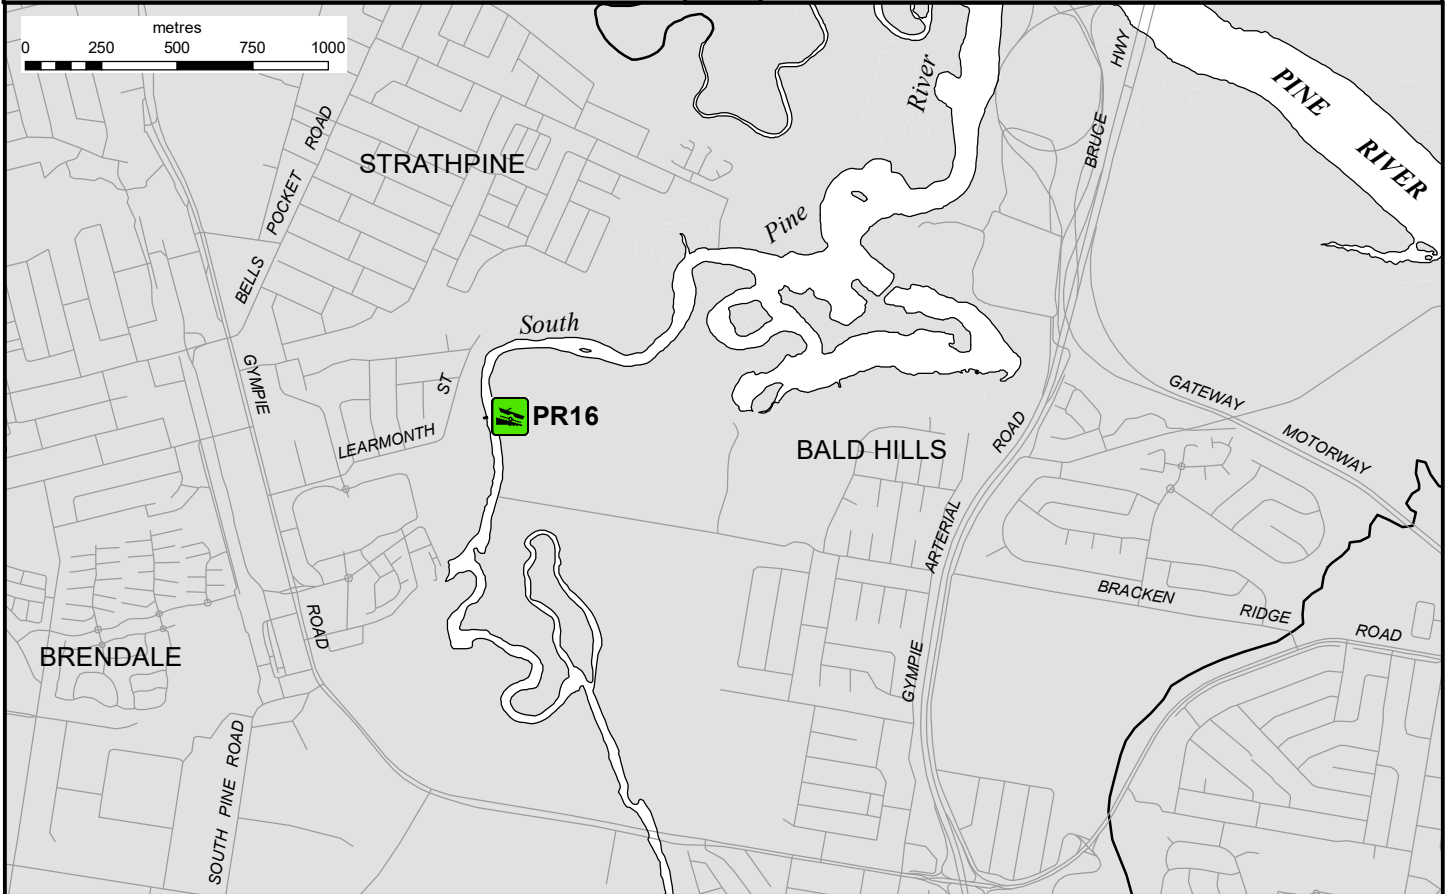 metres
0 250 500 750 1000
River
HWY
PINE
RIVER
BRUCE
ROAD
STRATHPINE
POCKET
Pine
BELLS
South
GYMPIE
ST
GATEWAY
PR16
LEARMONTH
BALD HILLS
ROAD
MOTORWAY
ARTERIAL
BRACKEN
RIDGE
ROAD
ROAD
BRENDALE
GYMPIE
ROAD
SOUTH PINE